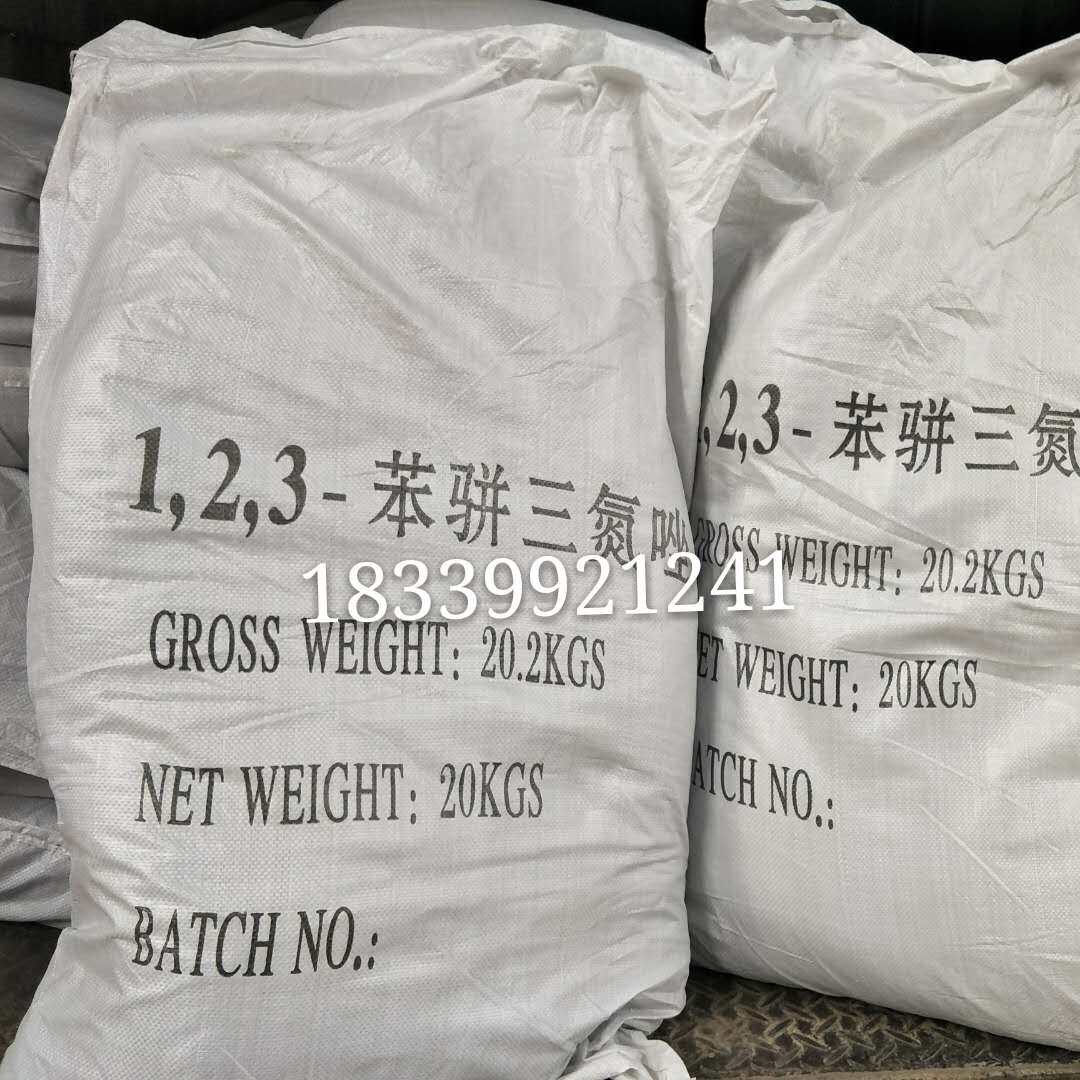 1,2,3-苯骈三氮唑
18339921241
GROSS WEIGHT: 20.2KGS
NET WEIGHT: 20KGS
BATCH NO.:
,2,3-苯骈三氮
GROSS WEIGHT: 20.2KGS
ET WEIGHT: 20KGS
ATCH NO.: